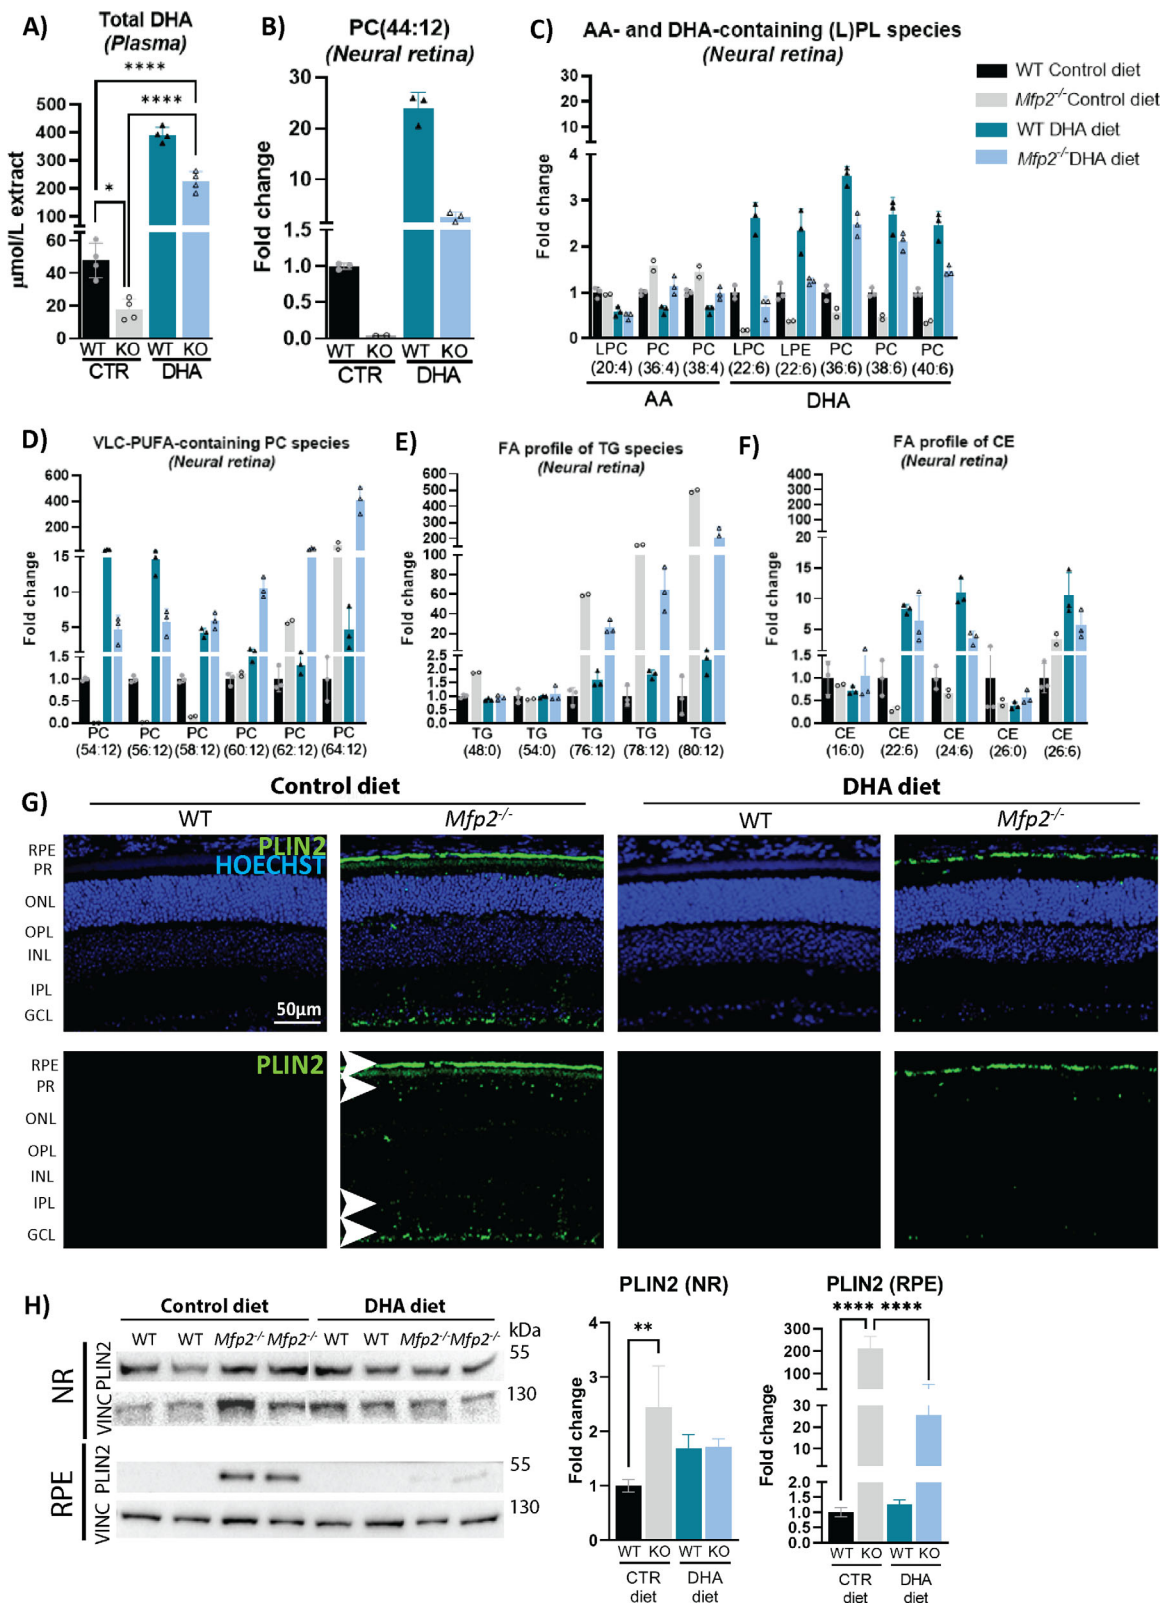 A)
Total DHA
(Plasma)
****
****
*
500
400
300
200
100
60
40
20
0
µmol/L extract
WT KO WT KO
CTR DHA
B)
PC(44:12)
(Neural retina)
30
20
10
1.5
1.0
0.5
0.0
Fold change
WT KO WT KO
CTR DHA
C)
AA- and DHA-containing (L)PL species
(Neural retina)
30
20
10
4
3
2
1
0
Fold change
LPC PC PC LPC LPE PC PC PC
(20:4) (36:4) (38:4) (22:6) (22:6) (36:6) (38:6) (40:6)
AA DHA
WT Control diet
Mfp2-/- Control diet
WT DHA diet
Mfp2-/- DHA diet
D)
VLC-PUFA-containing PC species
(Neural retina)
600
400
200
15
10
5
1.5
1.0
0.5
0.0
Fold change
PC PC PC PC PC PC
(54:12) (56:12) (58:12) (60:12) (62:12) (64:12)
E)
FA profile of TG species
(Neural retina)
600
500
400
300
200
100
80
60
40
20
2.5
2.0
1.5
1.0
0.5
0.0
Fold change
TG TG TG TG TG
(48:0) (54:0) (76:12) (78:12) (80:12)
F)
FA profile of CE
(Neural retina)
400
300
200
100
20
15
10
5
1.5
1.0
0.5
0.0
Fold change
CE CE CE CE CE
(16:0) (22:6) (24:6) (26:0) (26:6)
G)
Control diet DHA diet
WT Mfp2-/- WT Mfp2-/-
RPE
PR
ONL
OPL
INL
IPL
GCL
PLIN2
HOECHST
50µm
RPE
PR
ONL
OPL
INL
IPL
GCL
PLIN2
H)
Control diet DHA diet
WT WT Mfp2-/- Mfp2-/- WT WT Mfp2-/- Mfp2-/-
kDa
NR
PLIN2
55
VINC
130
RPE
PLIN2
55
VINC
130
PLIN2 (NR)
**
4
2
1
0
Fold change
WT KO WT KO
CTR diet
DHA diet
PLIN2 (RPE)
**** ****
300
200
100
30
20
10
2.0
1.5
1.0
0.5
0.0
Fold change
WT KO WT KO
CTR diet
DHA diet